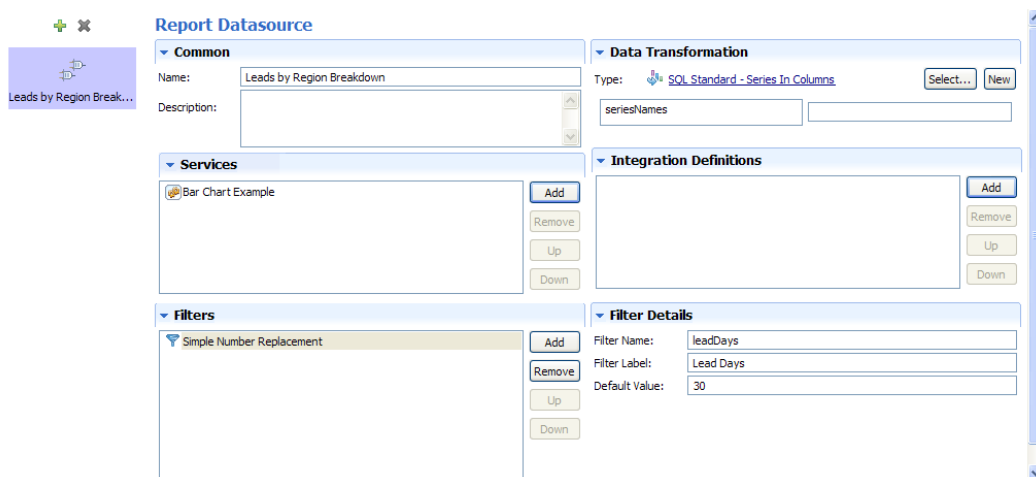 Report Datasource
Leads by Region Break...
Common
Name: Leads by Region Breakdown
Description:
Data Transformation
Type: SQL Standard - Series In Columns Select... New
seriesNames
Services
Bar Chart Example
Add
Remove
Up
Down
Integration Definitions
Add
Remove
Up
Down
Filters
Simple Number Replacement
Add
Remove
Up
Down
Filter Details
Filter Name: leadDays
Filter Label: Lead Days
Default Value: 30